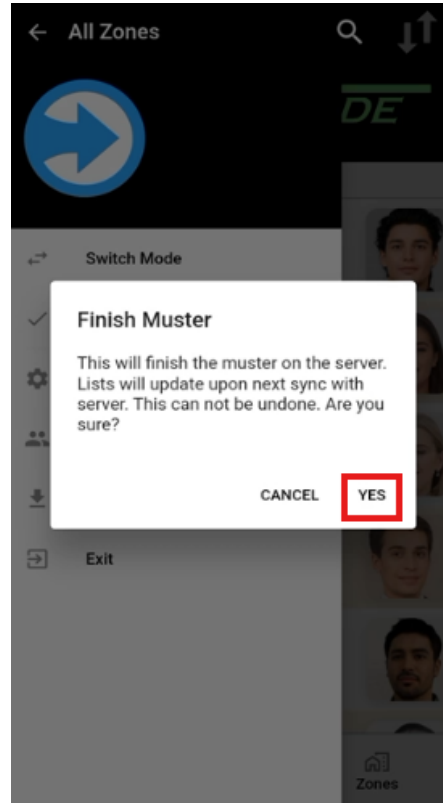 All Zones
DE
Switch Mode
Finish Muster
This will finish the muster on the
server.
Lists will update upon next sync with
server. This can not be undone. Are you
sure?
CANCEL YES
Exit
Zones